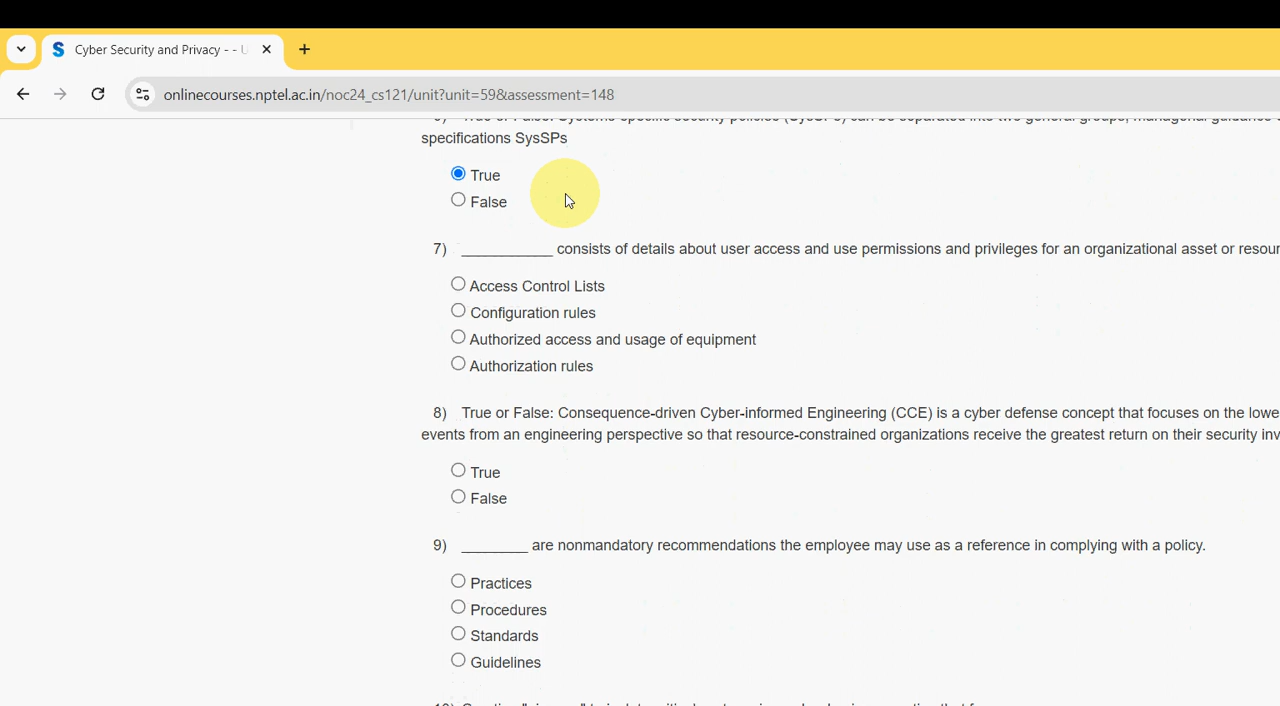 Cyber Security and Privacy - - U
onlinecourses.nptel.ac.in/noc24_cs121/unit?unit=59&assessment=148
specifications SysSPs
True
False
7) ____________ consists of details about user access and use permissions and privileges for an organizational asset or resour
Access Control Lists
Configuration rules
Authorized access and usage of equipment
Authorization rules
8) True or False: Consequence-driven Cyber-informed Engineering (CCE) is a cyber defense concept that focuses on the lowe
events from an engineering perspective so that resource-constrained organizations receive the greatest return on their security inv
True
False
9) _________ are nonmandatory recommendations the employee may use as a reference in complying with a policy.
Practices
Procedures
Standards
Guidelines